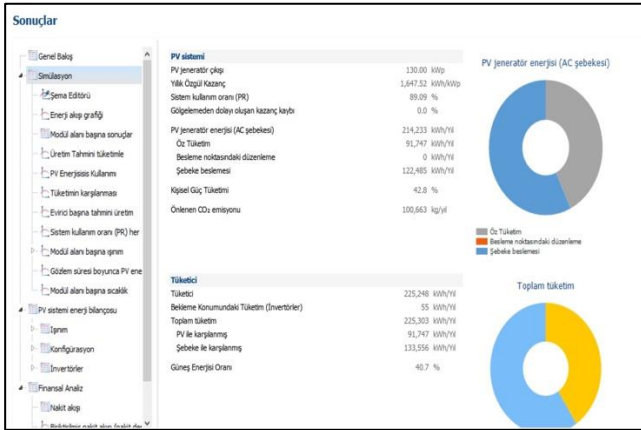 Sonuçlar
Genel Bakış
Simülasyon
Şema Editörü
Enerji akışı grafiği
Modül alanı başına sonuçlar
Üretim Tahmini tüketimle
PV Enerjisisis Kullanımı
Tüketimin karşılanması
Evirici başına tahmini üretim
Sistem kullanım oranı (PR) her
Modül alanı başına ışınım
Gözlem süresi boyunca PV ene
Modül alanı başına sıcaklık
PV sistemi enerji bilançosu
Işınım
Konfigürasyon
İnvertörler
Finansal Analiz
Nakit akışı
PV sistemi
PV jeneratör çıkışı 130.00 kWp
Yıllık Özgül Kazanç 1,647.52 kWh/kWp
Sistem kullanım oranı (PR) 89.09 %
Gölgelemeden dolayı oluşan kazanç kaybı 0.0 %
PV jeneratör enerjisi (AC şebekesi) 214,233 kWh/Yıl
Öz Tüketim 91,747 kWh/Yıl
Besleme noktasındaki düzenleme 0 kWh/Yıl
Şebeke beslemesi 122,485 kWh/Yıl
Kişisel Güç Tüketimi 42.8 %
Önlenen CO₂ emisyonu 100,663 kg/yıl
Tüketici
Tüketici 225,248 kWh/Yıl
Bekleme Konumundaki Tüketim (İnvertörler) 55 kWh/Yıl
Toplam tüketim 225,303 kWh/Yıl
PV ile karşılanmış 91,747 kWh/Yıl
Şebeke ile karşılanmış 133,556 kWh/Yıl
Güneş Enerjisi Oranı 40.7 %
PV jeneratör enerjisi (AC şebekesi)
Öz Tüketim
Besleme noktasındaki düzenleme
Şebeke beslemesi
Toplam tüketim